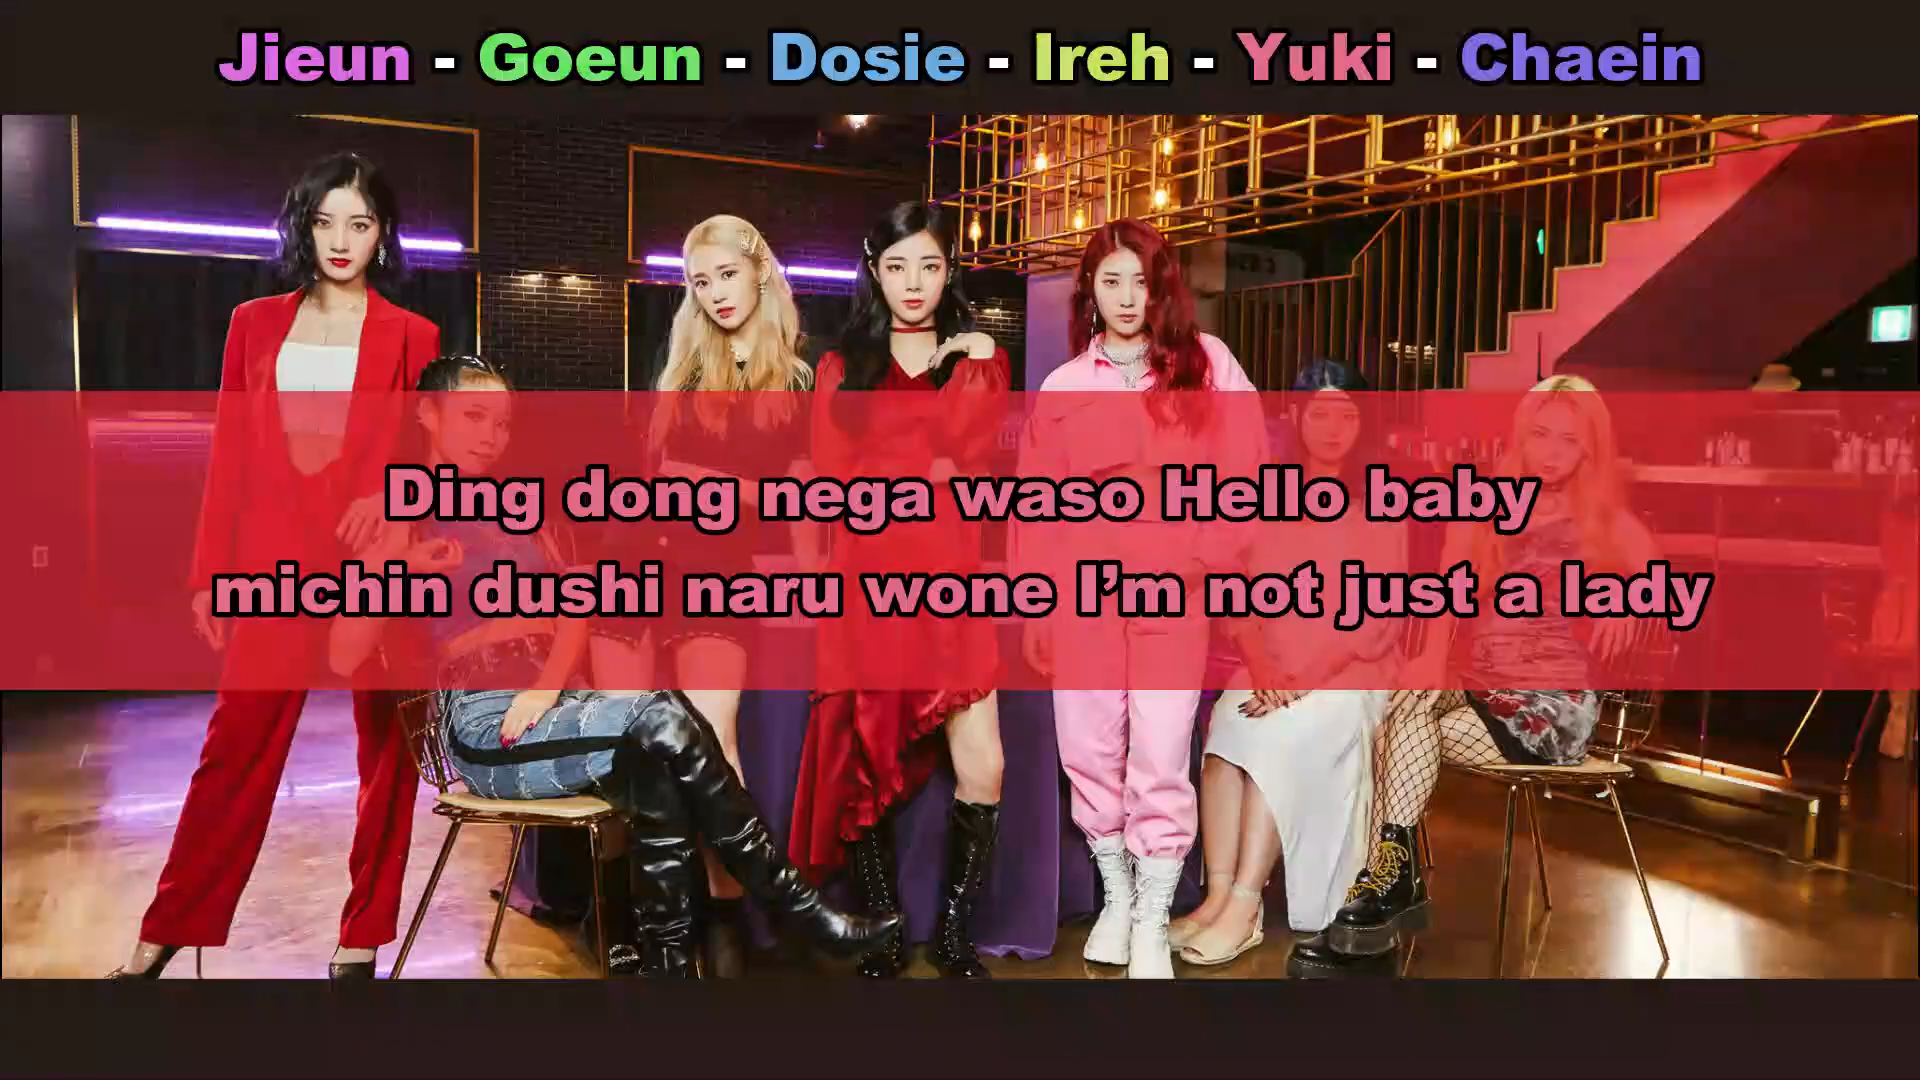 Jieun - Goeun - Dosie - Ireh - Yuki - Chaein
Ding dong nega waso Hello baby
michin dushi naru wone I’m not just a lady